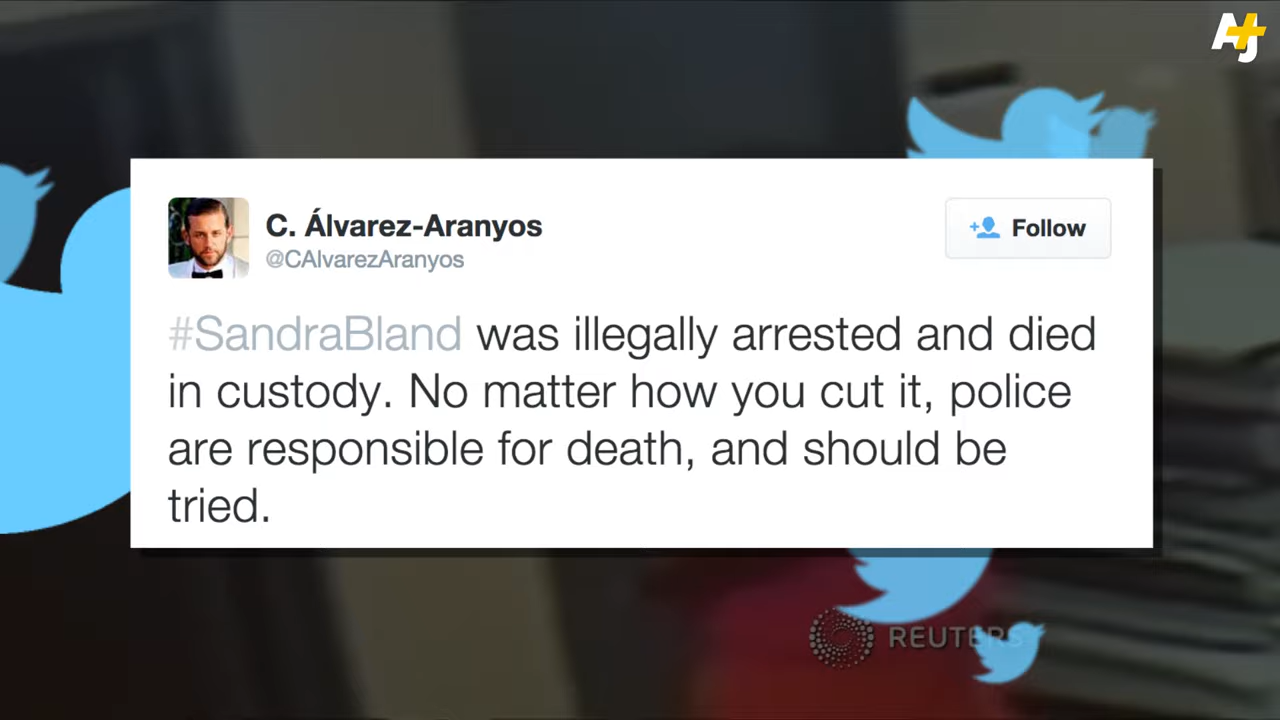 AJ+
C. Álvarez-Aranyos
@CAlvarezAranyos
Follow
#SandraBland was illegally arrested and died
in custody. No matter how you cut it, police
are responsible for death, and should be
tried.
REUTERS